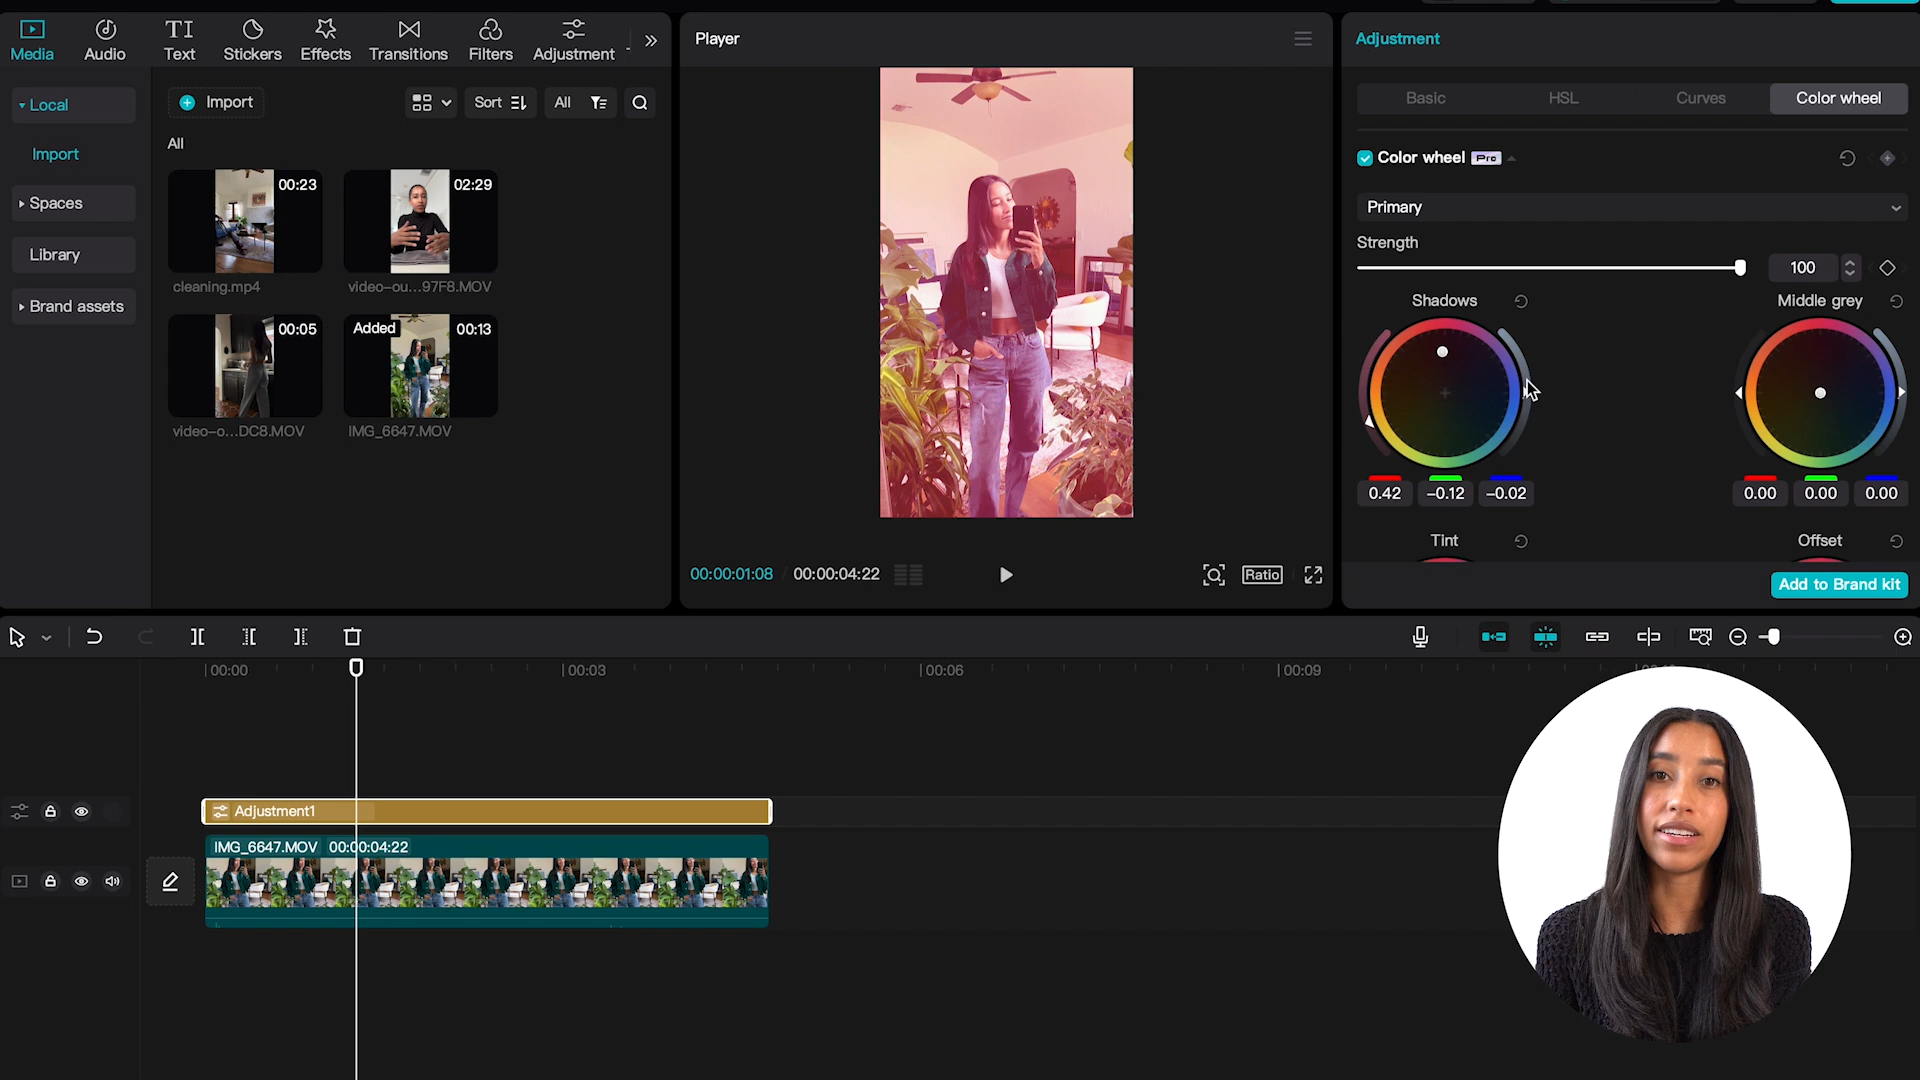 Media
Audio
Text
Stickers
Effects
Transitions
Filters
Adjustment
Local
Import
Spaces
Library
Brand assets
Import
Sort
All
All
00:23
cleaning.mp4
02:29
video-ou...97F8.MOV
00:05
video-o...DC8.MOV
Added
00:13
IMG_6647.MOV
Player
00:00:01:08
00:00:04:22
Ratio
Adjustment
Basic
HSL
Curves
Color wheel
Color wheel Pro
Primary
Strength
100
Shadows
Middle grey
0.42
-0.12
-0.02
0.00
0.00
0.00
Tint
Offset
Add to Brand kit
00:00
00:03
00:06
00:09
Adjustment1
IMG_6647.MOV 00:00:04:22